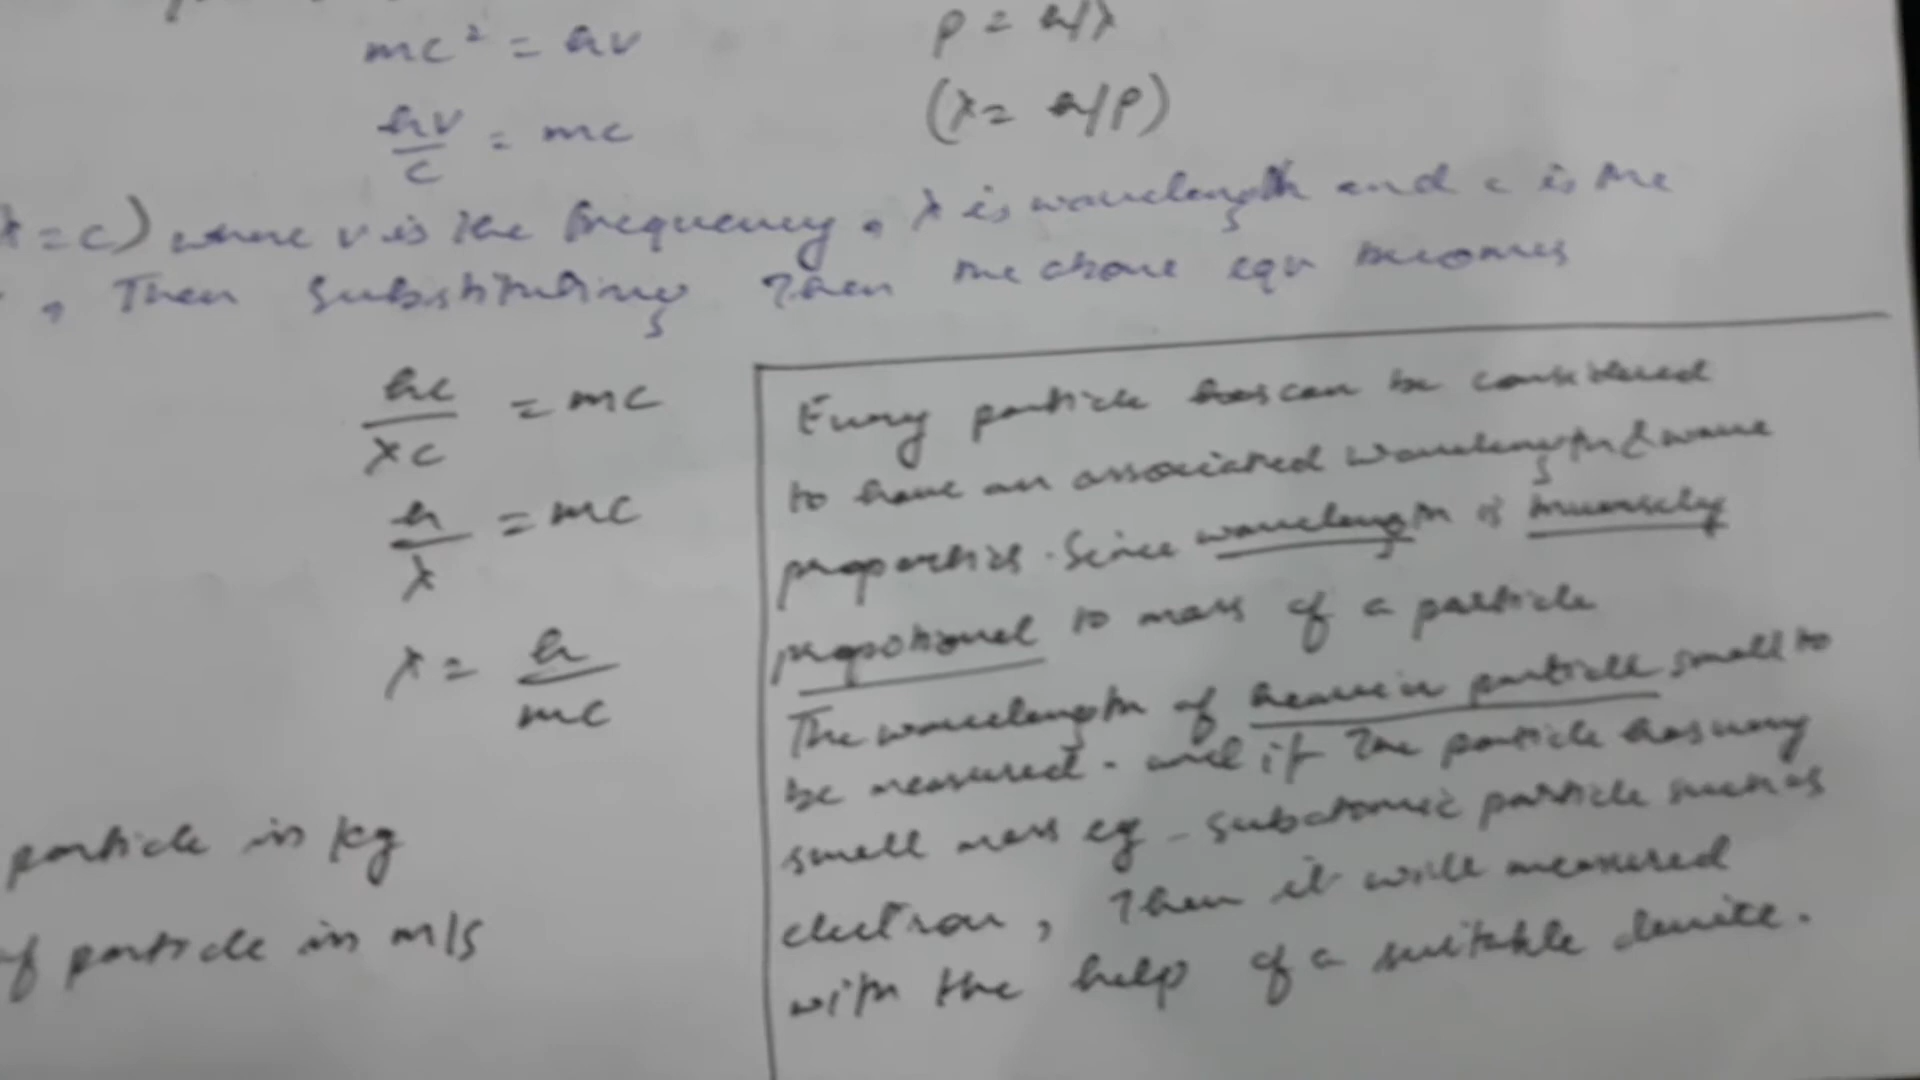 mc² = hν
p = h/λ
hν/c = mc
(λ = h/p)
λ = c) where ν is the frequency, λ is wavelength and c is the
, Then substituting then the above eqn becomes
hc/λc = mc
h/λ = mc
λ = h/mc
particle in kg
of particle in m/s
Every particle can be considered
to have an associated wavelength & wave
properties. Since wavelength is inversely
propotional to mass of a particle
The wavelength of heavier particle small to
be measured. and if the particle has very
small mass eg - subatomic particle such as
electron, Then it will measured
with the help of a suitable device.